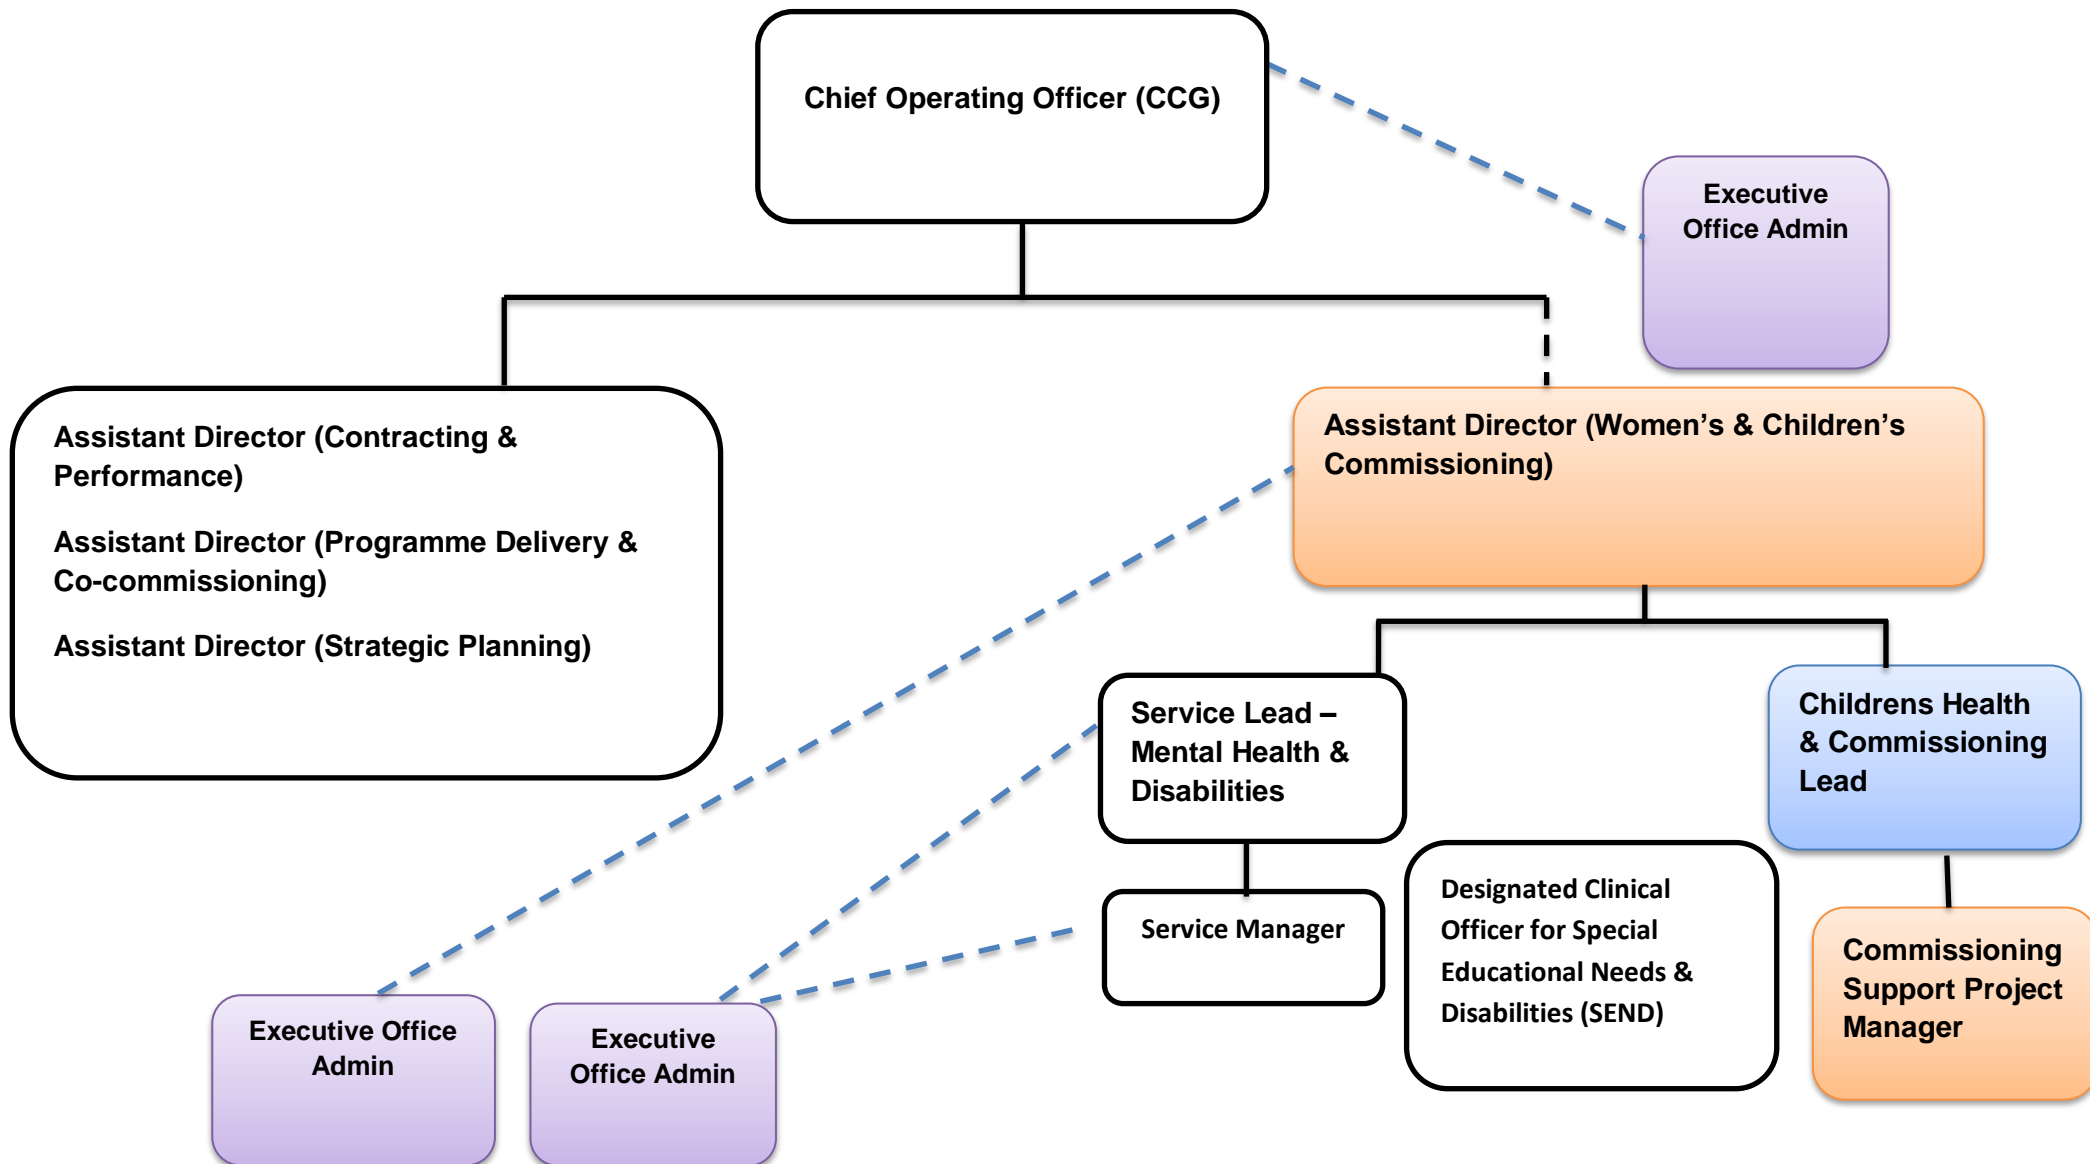 Chief Operating Officer (CCG)
Executive
Office Admin
Assistant Director (Contracting &
Performance)
Assistant Director (Programme Delivery &
Co-commissioning)
Assistant Director (Strategic Planning)
Assistant Director (Women’s & Children’s
Commissioning)
Service Lead –
Mental Health &
Disabilities
Childrens Health
& Commissioning
Lead
Service Manager
Designated Clinical
Officer for Special
Educational Needs &
Disabilities (SEND)
Commissioning
Support Project
Manager
Executive Office
Admin
Executive
Office Admin